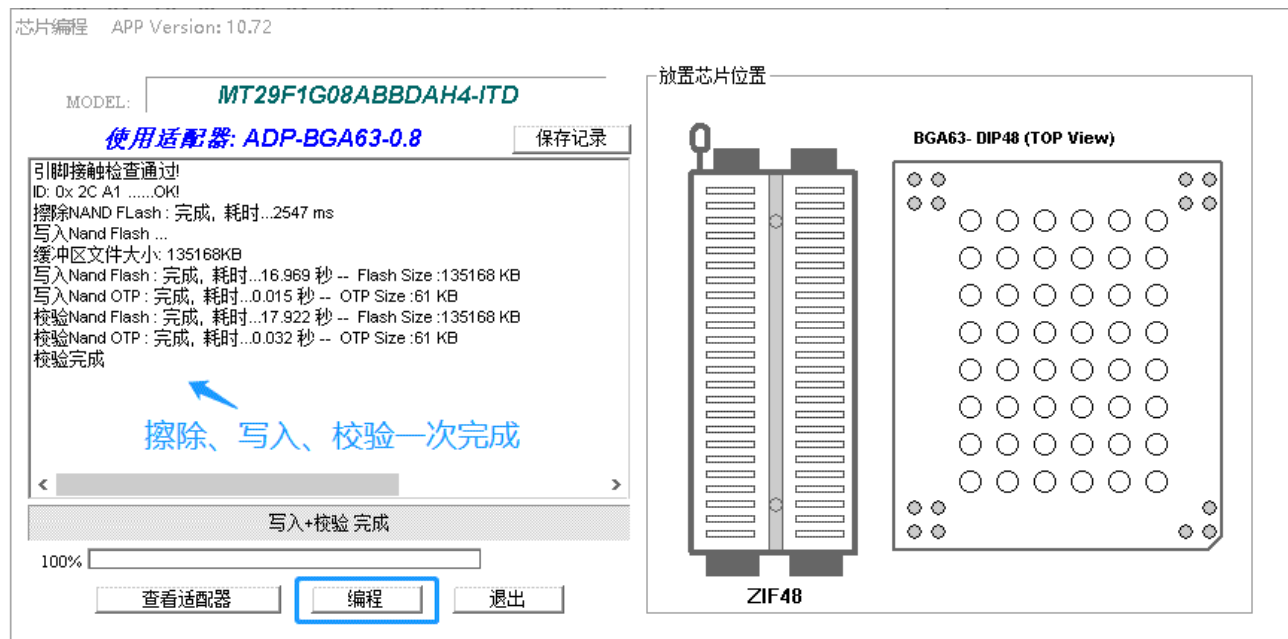 芯片编程 APP Version: 10.72
MODEL: MT29F1G08ABBDAH4-ITD
使用适配器: ADP-BGA63-0.8 保存记录
引脚接触检查通过!
ID: 0x 2C A1 ......OK!
擦除NAND FLash : 完成, 耗时...2547 ms
写入Nand Flash ...
缓冲区文件大小: 135168KB
写入Nand Flash : 完成, 耗时...16.969 秒 -- Flash Size :135168 KB
写入Nand OTP : 完成, 耗时...0.015 秒 -- OTP Size :61 KB
校验Nand Flash : 完成, 耗时...17.922 秒 -- Flash Size :135168 KB
校验Nand OTP : 完成, 耗时...0.032 秒 -- OTP Size :61 KB
校验完成
擦除、写入、校验一次完成
写入+校验 完成
100%
查看适配器 编程 退出
放置芯片位置
BGA63- DIP48 (TOP View)
ZIF48